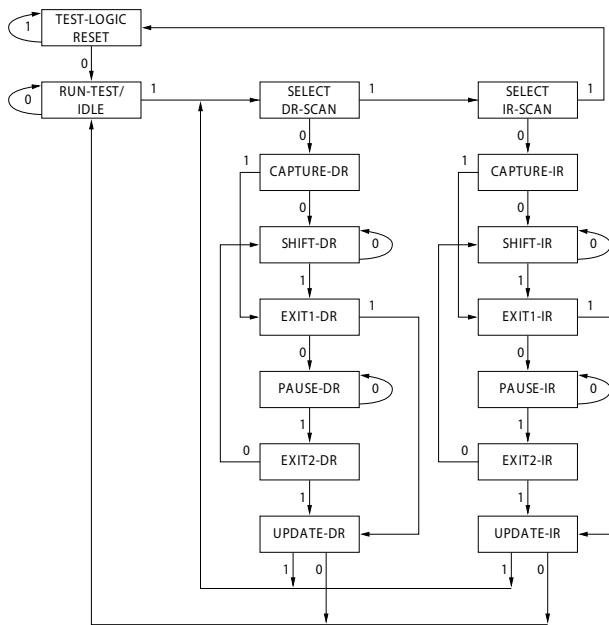 TEST-LOGIC
RESET
1
0
RUN-TEST/
IDLE
0
1
SELECT
DR-SCAN
1
SELECT
IR-SCAN
1
0
0
CAPTURE-DR
1
CAPTURE-IR
1
0
0
SHIFT-DR
0
SHIFT-IR
0
1
1
EXIT1-DR
1
EXIT1-IR
1
0
0
PAUSE-DR
0
PAUSE-IR
0
1
1
EXIT2-DR
0
EXIT2-IR
0
1
1
UPDATE-DR
UPDATE-IR
1
0
1
0